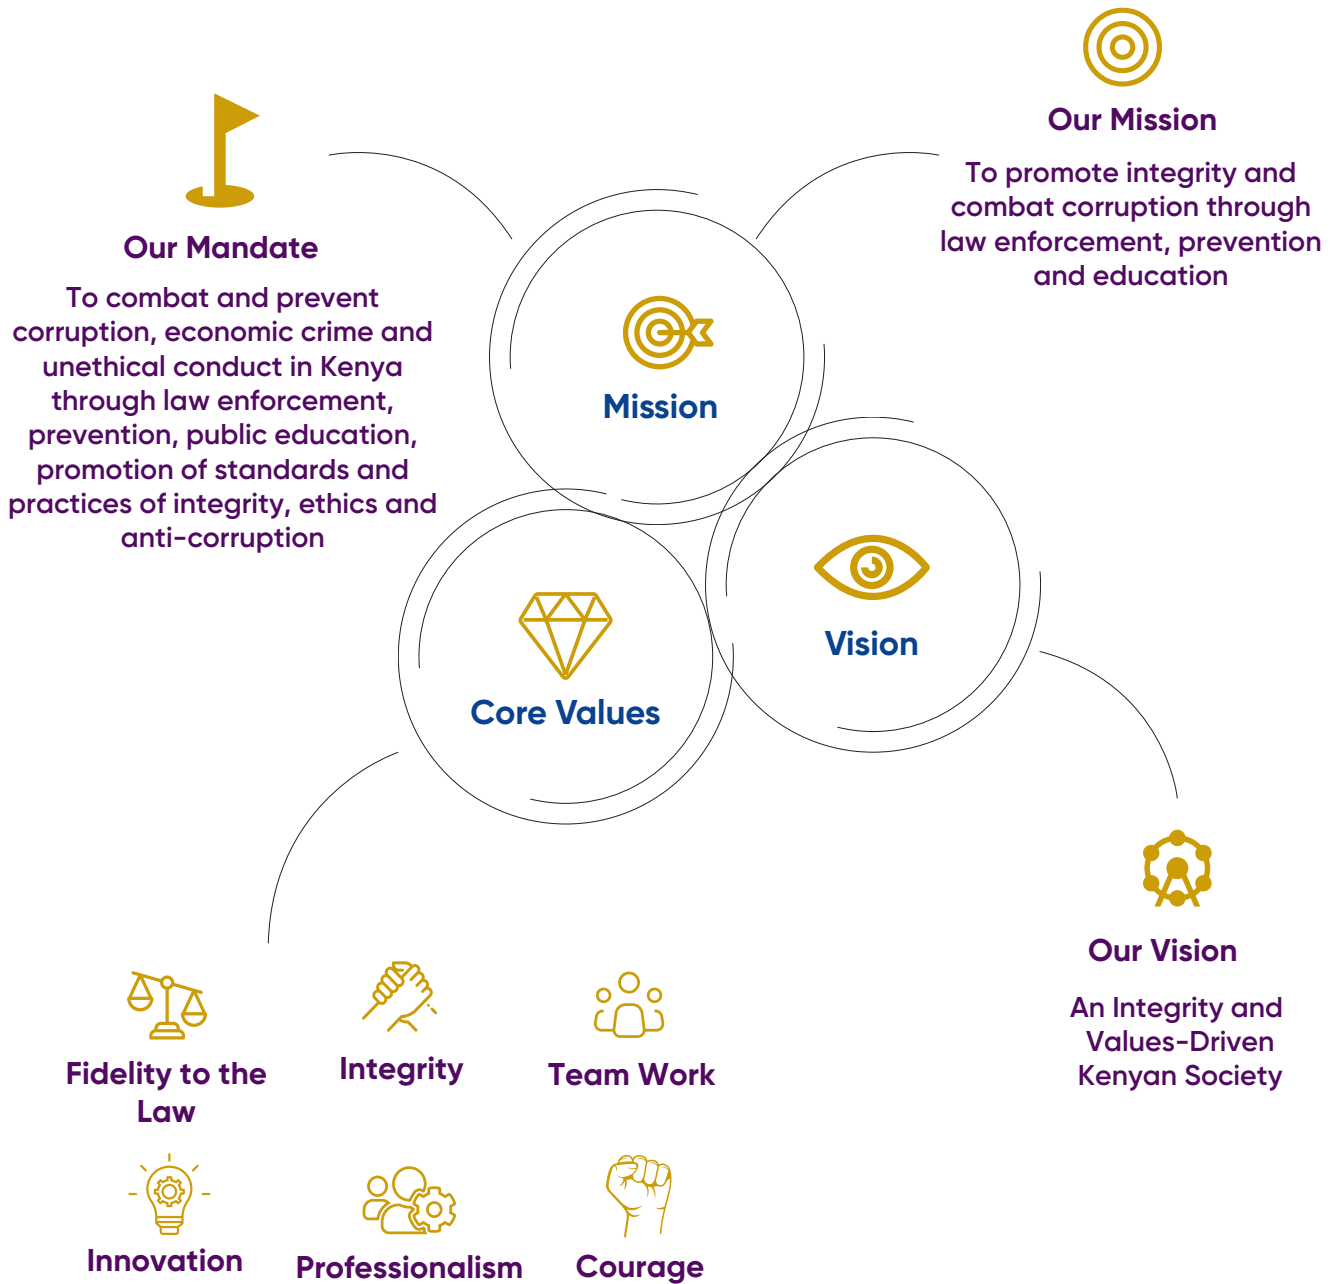 Our Mission
To promote integrity and
combat corruption through
law enforcement, prevention
and education
Our Mandate
To combat and prevent
corruption, economic crime and
unethical conduct in Kenya
through law enforcement,
prevention, public education,
promotion of standards and
practices of integrity, ethics and
anti-corruption
Mission
Vision
Core Values
Our Vision
An Integrity and
Values-Driven
Kenyan Society
Fidelity to the
Law
Integrity
Team Work
Innovation
Professionalism
Courage